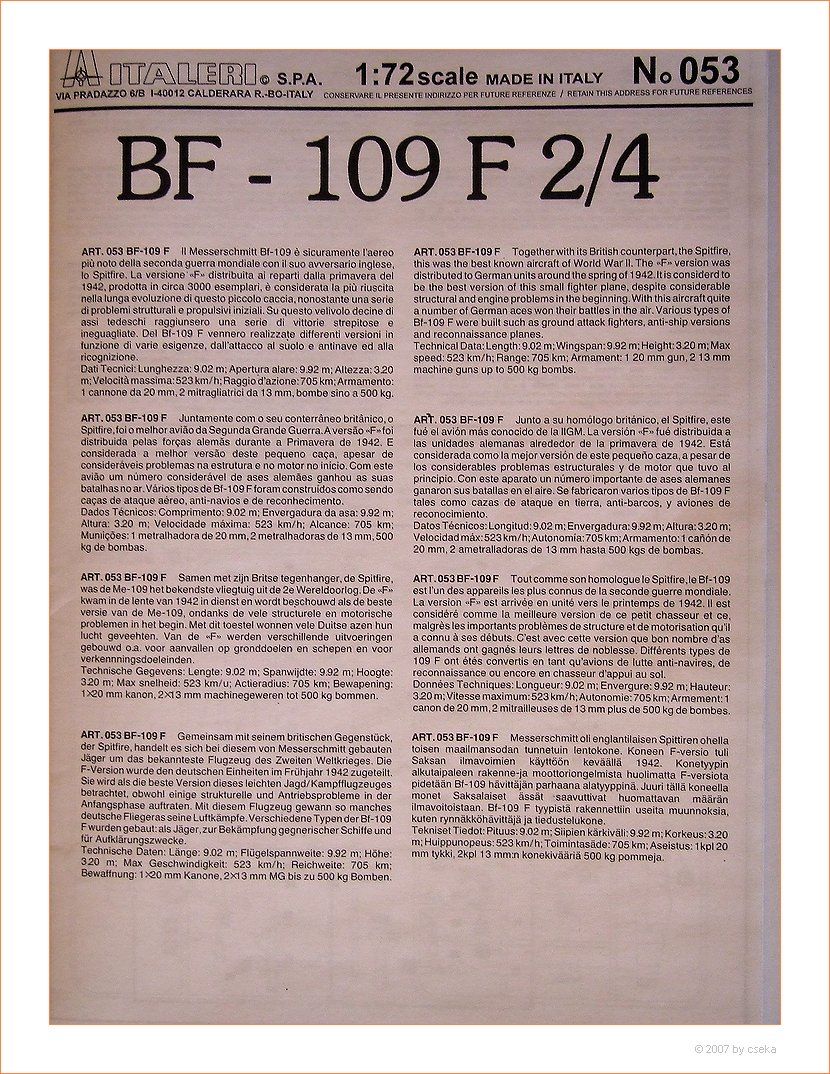 ITALERI © S.P.A. 1:72 scale MADE IN ITALY No 053
VIA PRADAZZO 6/B I-40012 CALDERARA R.-BO-ITALY CONSERVARE IL PRESENTE INDIRIZZO PER FUTURE REFERENZE / RETAIN THIS ADDRESS FOR FUTURE REFERENCES
BF - 109 F 2/4
ART. 053 BF-109 F Il Messerschmitt Bf-109 è sicuramente l'aereo
più noto della seconda guerra mondiale con il suo avversario inglese,
lo Spitfire. La versione «F» distribuita ai reparti dalla primavera del
1942, prodotta in circa 3000 esemplari, è considerata la più riuscita
nella lunga evoluzione di questo piccolo caccia, nonostante una serie
di problemi strutturali e propulsivi iniziali. Su questo velivolo decine di
assi tedeschi raggiunsero una serie di vittorie strepitose e
ineguagliate. Del BF-109 F vennero realizzate differenti versioni in
funzione di varie esigenze, dall'attacco al suolo e antinave ed alla
ricognizione.
Dati Tecnici: Lunghezza: 9.02 m; Apertura alare: 9.92 m; Altezza: 3.20
m; Velocità massima: 523 km/h; Raggio d'azione: 705 km; Armamento:
1 cannone da 20 mm, 2 mitragliatrici da 13 mm, bombe sino a 500 kg.
ART. 053 BF-109 F Together with its British counterpart, the Spitfire,
this was the best known aircraft of World War II. The «F» version was
distributed to German units around the spring of 1942. It is considerd to
be the best version of this small fighter plane, despite considerable
structural and engine problems in the beginning. With this aircraft quite
a number of German aces won their battles in the air. Various types of
Bf-109 F were built such as ground attack fighters, anti-ship versions
and reconnaissance planes.
Technical Data: Length: 9.02 m; Wingspan: 9.92 m; Height: 3.20 m; Max
speed: 523 km/h; Range: 705 km; Armament: 1 20 mm gun, 2 13 mm
machine guns up to 500 kg bombs.
ART. 053 BF-109 F Juntamente com o seu conterrâneo britânico, o
Spitfire, foi o melhor avião da Segunda Grande Guerra. A versão «F» foi
distribuida pelas forças alemãs durante a Primavera de 1942. E
considerada a melhor versão deste pequeno caça, apesar de
consideráveis problemas na estrutura e no motor no inicio. Com este
avião um número considerável de ases alemães ganhou as suas
batalhas no ar. Vários tipos de Bf-109 F foram construidos como sendo
caças de ataque aéreo, anti-navios e de reconhecimento.
Dados Técnicos: Comprimento: 9.02 m; Envergadura da asa: 9.92 m;
Altura: 3.20 m; Velocidade máxima: 523 km/h; Alcance: 705 km;
Munições: 1 metralhadora de 20 mm, 2 metralhadoras de 13 mm, 500
kg de bombas.
ART. 053 BF-109 F Junto a su homólogo británico, el Spitfire, este
fué el avión más conocido de la IIGM. La versión «F» fué distribuida a
las unidades alemanas alrededor de la primavera de 1942. Está
considerada como la mejor versión de este pequeño caza, a pesar de
los considerables problemas estructurales y de motor que tuvo al
principio. Con este aparato un número importante de ases alemanes
ganaron sus batallas en el aire. Se fabricaron varios tipos de Bf-109 F
tales como cazas de ataque en tierra, anti-barcos, y aviones de
reconocimiento.
Datos Técnicos: Longitud: 9.02 m; Envergadura: 9.92 m; Altura: 3.20 m;
Velocidad máx: 523 km/h; Autonomía: 705 km; Armamento: 1 cañón de
20 mm, 2 ametralladoras de 13 mm hasta 500 kgs de bombas.
ART. 053 BF-109 F Samen met zijn Britse tegenhanger, de Spitfire,
was de Me-109 het bekendste vliegtuig uit de 2e Wereldoorlog. De «F»
kwam in de lente van 1942 in dienst en wordt beschouwd als de beste
versie van de Me-109, ondanks de vele structurele en motorische
problemen in het begin. Met dit toestel wonnen vele Duitse azen hun
lucht geveehten. Van de «F» werden verschillende uitvoeringen
gebouwd o.a. voor aanvallen op gronddoelen en schepen en voor
verkennningsdoeleinden.
Technische Gegevens: Lengte: 9.02 m; Spanwijdte: 9.92 m; Hoogte:
3.20 m; Max snelheid: 523 km/u; Actieradius: 705 km; Bewapening:
1×20 mm kanon, 2×13 mm machinegeweren tot 500 kg bommen.
ART. 053 BF-109 F Tout comme son homologue le Spitfire, le Bf-109
est l'un des appareils les plus connus de la seconde guerre mondiale.
La version «F» est arrivée en unité vers le printemps de 1942. Il est
considéré comme la meilleure version de ce petit chasseur et ce,
malgrès les importants problèmes de structure et de motorisation qu'il
a connu à ses débuts. C'est avec cette version que bon nombre d'as
allemands ont gagnés leurs lettres de noblesse. Différents types de
109 F ont étés convertis en tant qu'avions de lutte anti-navires, de
reconnaissance ou encore en chasseur d'appui au sol.
Données Techniques: Longueur: 9.02 m; Envergure: 9.92 m; Hauteur:
3.20 m; Vitesse maximum: 523 km/h; Autonomie: 705 km; Armement: 1
canon de 20 mm, 2 mitrailleuses de 13 mm plus de 500 kg de bombes.
ART. 053 BF-109 F Gemeinsam mit seinem britischen Gegenstück,
der Spitfire, handelt es sich bei diesem von Messerschmitt gebauten
Jäger um das bekannteste Flugzeug des Zweiten Weltkrieges. Die
F-Version wurde den deutschen Einheiten im Frühjahr 1942 zugeteilt.
Sie wird als die beste Version dieses leichten Jagd/Kampfflugzeuges
betrachtet, obwohl einige strukturelle und Antriebsprobleme in der
Anfangsphase auftraten. Mit diesem Flugzeug gewann so manches
deutsche Fliegeras seine Luftkämpfe. Verschiedene Typen der Bf-109
F wurden gebaut: als Jäger, zur Bekämpfung gegnerischer Schiffe und
für Aufklärungszwecke.
Technische Daten: Länge: 9.02 m; Flügelspannweite: 9.92 m; Höhe:
3.20 m; Max Geschwindigkeit: 523 km/h; Reichweite: 705 km;
Bewaffnung: 1×20 mm Kanone, 2×13 mm MG bis zu 500 kg Bomben.
ART. 053 BF-109 F Messerschmitt oli englantilaisen Spittiren ohella
toisen maailmansodan tunnetuin lentokone. Koneen F-versio tuli
Saksan ilmavoimien käyttöön keväällä 1942. Konetyypin
alkutaipaleen rakenne-ja moottoriongelmista huolimatta F-versiota
pidetään Bf-109 hävittäjän parhaana alatyyppinä. Juuri tällä koneella
monet Saksalaiset ässät saavuttivat huomattavan määrän
ilmavoitoistaan. Bf-109 F tyypistä rakennettiin useita muunnoksia,
kuten rynnäkköhävittäjä ja tiedustelukone.
Tekniset Tiedot: Pituus: 9.02 m; Siipien kärkiväli: 9.92 m; Korkeus: 3.20
m; Huippunopeus: 523 km/h; Toimintasäde: 705 km; Aseistus: 1kpl 20
mm tykki, 2kpl 13 mm:n konekivääriä 500 kg pommeja.
© 2007 by cseka